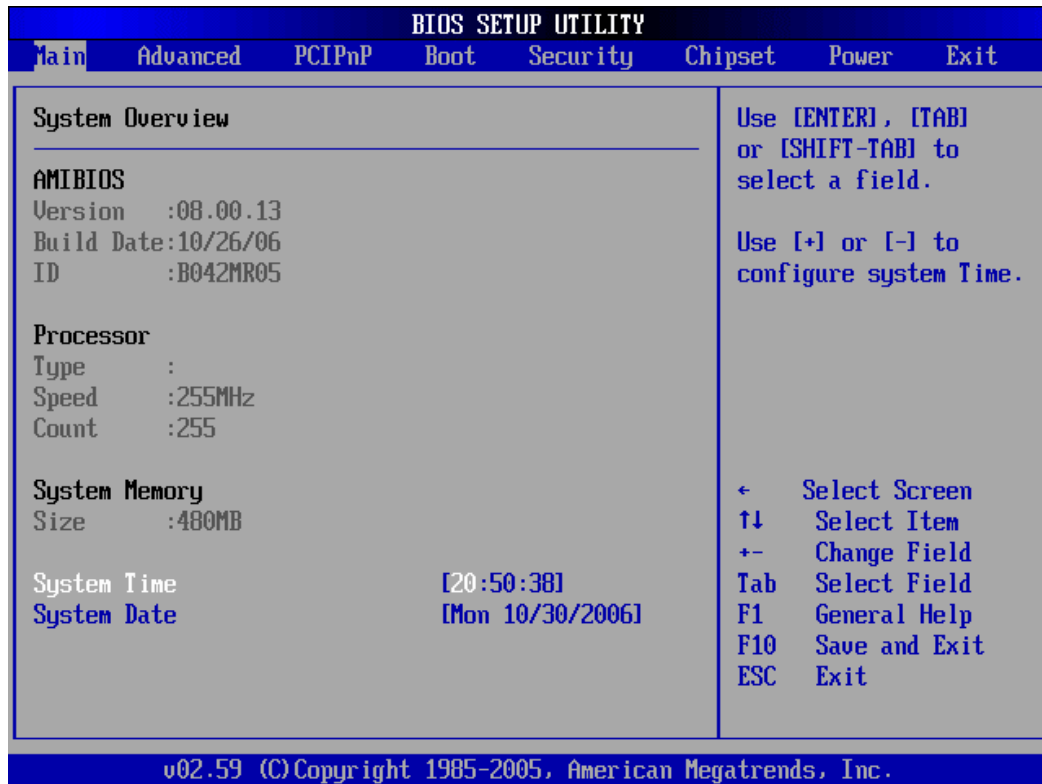 BIOS SETUP UTILITY
Main Advanced PCIPnP Boot Security Chipset Power Exit
System Overview
AMIBIOS
Version :08.00.13
Build Date:10/26/06
ID :B042MR05
Processor
Type :
Speed :255MHz
Count :255
System Memory
Size :480MB
System Time [20:50:38]
System Date [Mon 10/30/2006]
Use [ENTER], [TAB]
or [SHIFT-TAB] to
select a field.
Use [+] or [-] to
configure system Time.
← Select Screen
↑↓ Select Item
+- Change Field
Tab Select Field
F1 General Help
F10 Save and Exit
ESC Exit
v02.59 (C)Copyright 1985-2005, American Megatrends, Inc.